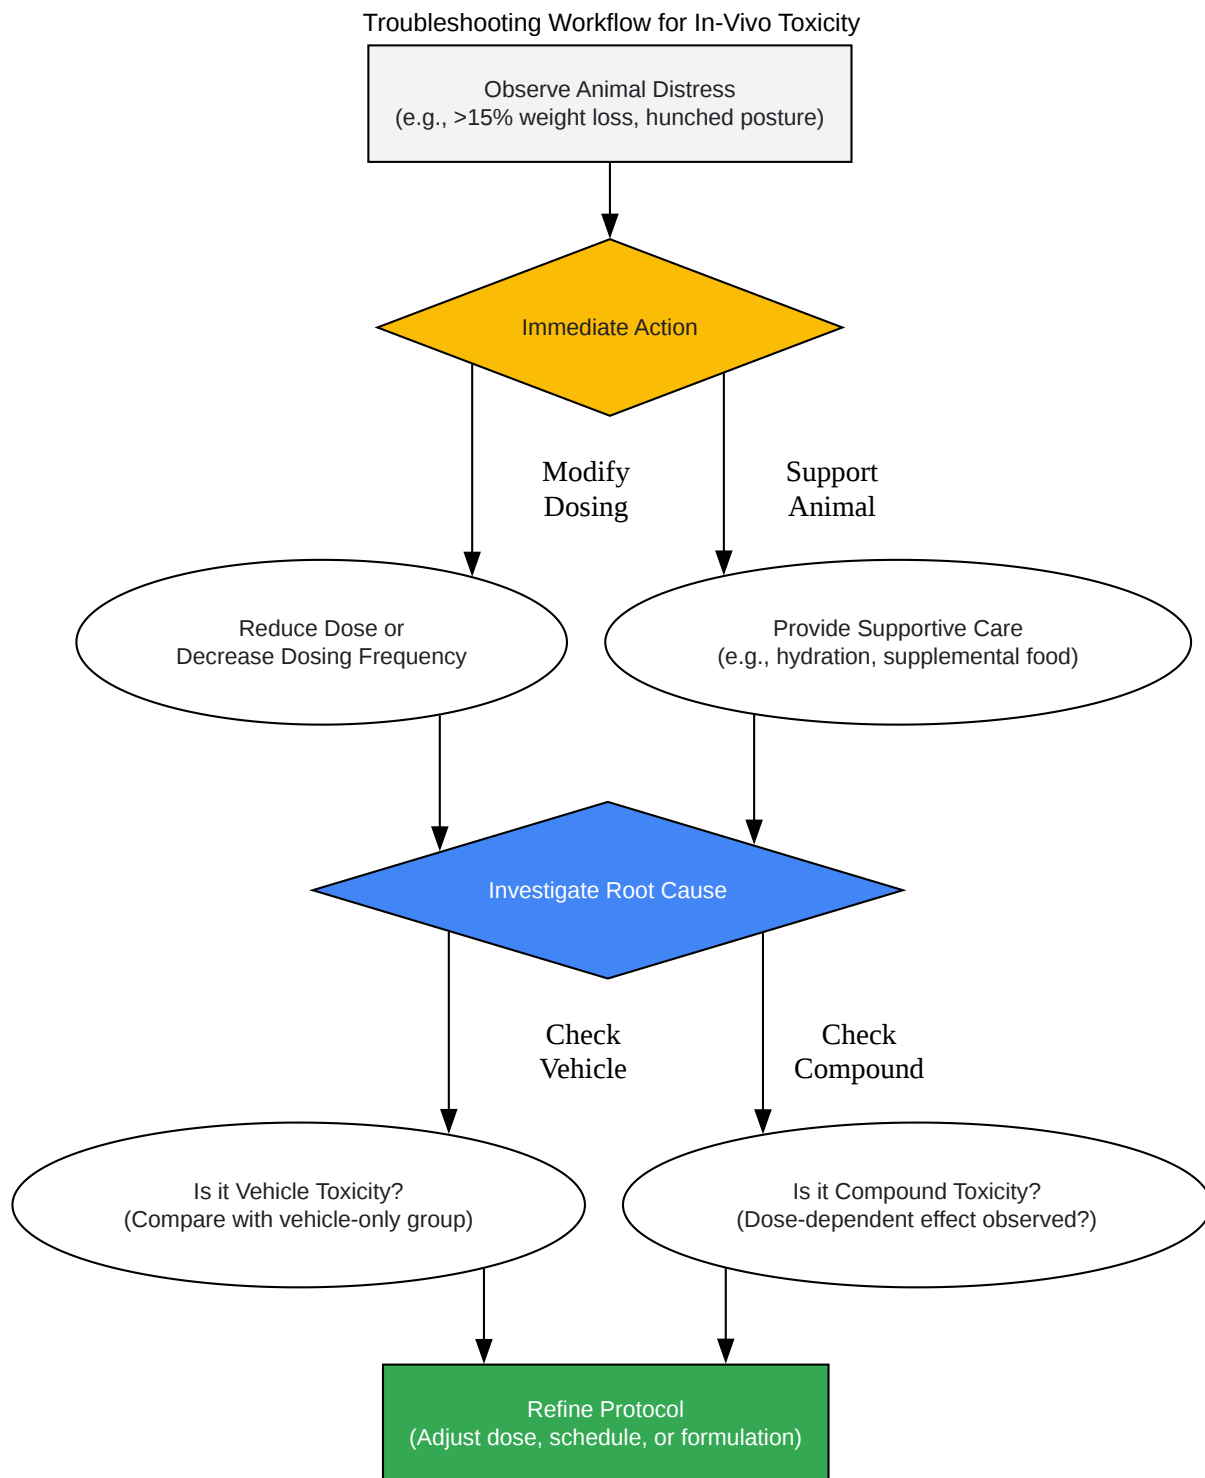 Troubleshooting Workflow for In-Vivo Toxicity
Observe Animal Distress
(e.g., >15% weight loss, hunched posture)
Immediate Action
Modify
Dosing
Support
Animal
Reduce Dose or
Decrease Dosing Frequency
Provide Supportive Care
(e.g., hydration, supplemental food)
Investigate Root Cause
Check
Vehicle
Check
Compound
Is it Vehicle Toxicity?
(Compare with vehicle-only group)
Is it Compound Toxicity?
(Dose-dependent effect observed?)
Refine Protocol
(Adjust dose, schedule, or formulation)